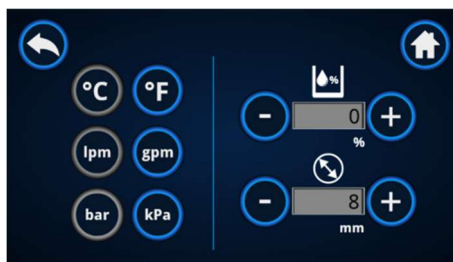 °C °F
lpm gpm
bar kPa
%
- 0 +
%
- 8 +
mm